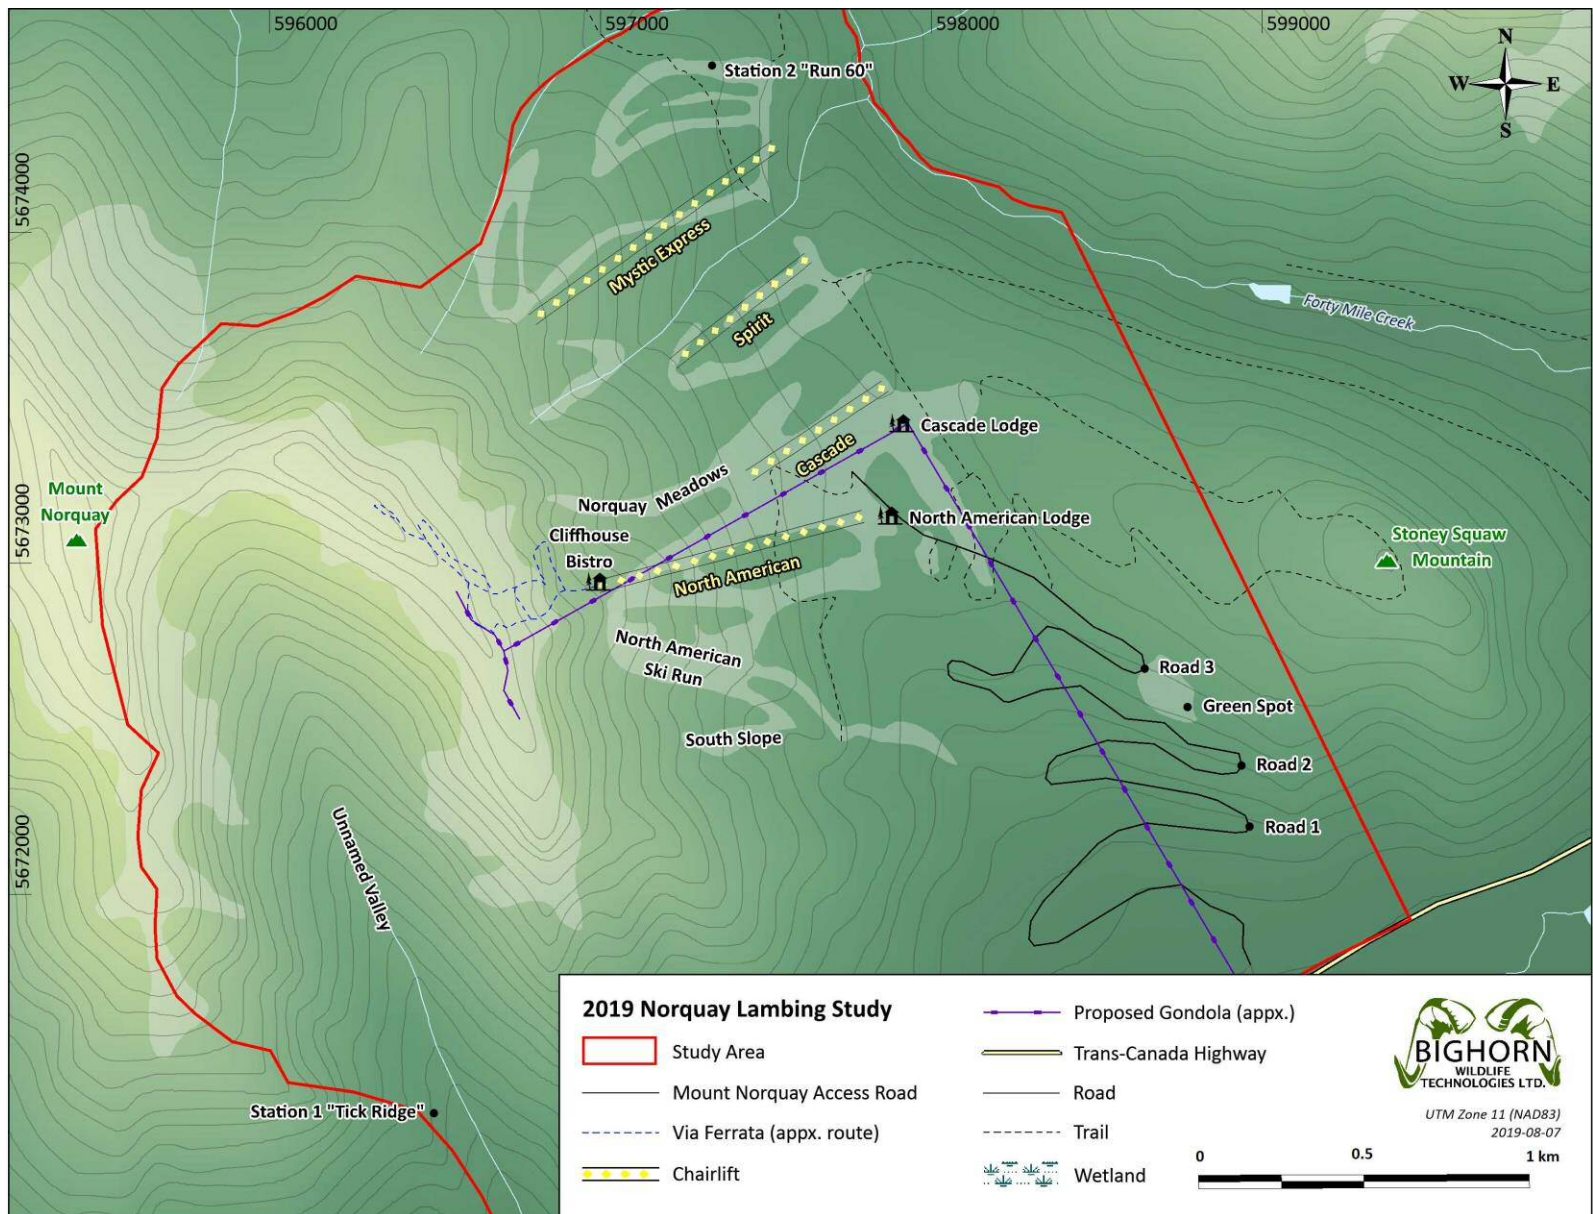 596000
597000
598000
599000
N
W
E
S
Station 2 "Run 60"
5674000
Mystic Express
Spirit
Forty Mile Creek
Cascade Lodge
Cascade
Norquay Meadows
Mount
Norquay
5673000
Cliffhouse
Bistro
North American Lodge
North American
Stoney Squaw
Mountain
North American
Ski Run
Road 3
Green Spot
South Slope
Road 2
Road 1
5672000
Unnamed Valley
Station 1 "Tick Ridge"
2019 Norquay Lambing Study
Study Area
Mount Norquay Access Road
Via Ferrata (appx. route)
Chairlift
Proposed Gondola (appx.)
Trans-Canada Highway
Road
Trail
Wetland
BIGHORN
WILDLIFE
TECHNOLOGIES LTD.
UTM Zone 11 (NAD83)
2019-08-07
0
0.5
1 km